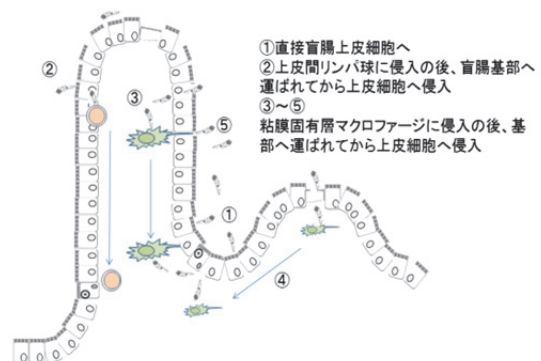 ①直接盲腸上皮細胞へ
②上皮間リンパ球に侵入の後、盲腸基部へ
運ばれてから上皮細胞へ侵入
③～⑤
粘膜固有層マクロファージに侵入の後、基
部へ運ばれてから上皮細胞へ侵入
②
③
⑤
①
④